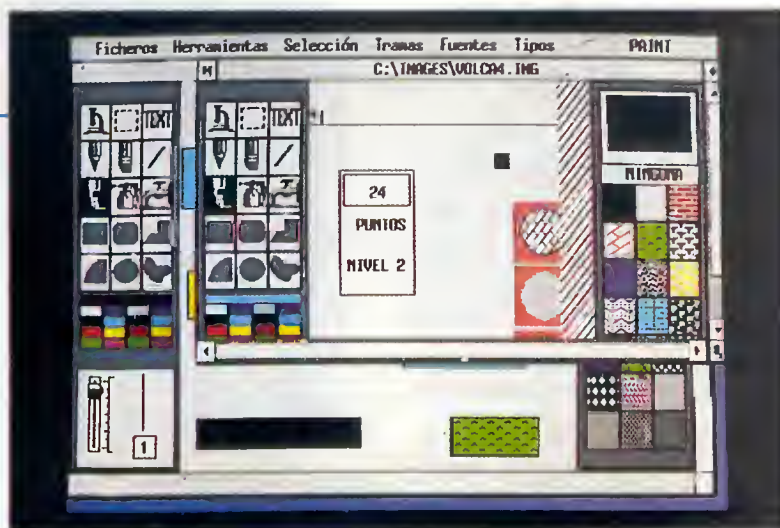 Ficheros Herramientas Selección Tramas Fuentes Tipos PAINT
C:\IMAGES\VOLCA4.IMG
TEXT TEXT
NINGUNA
24
PUNTOS
NIVEL 2
1